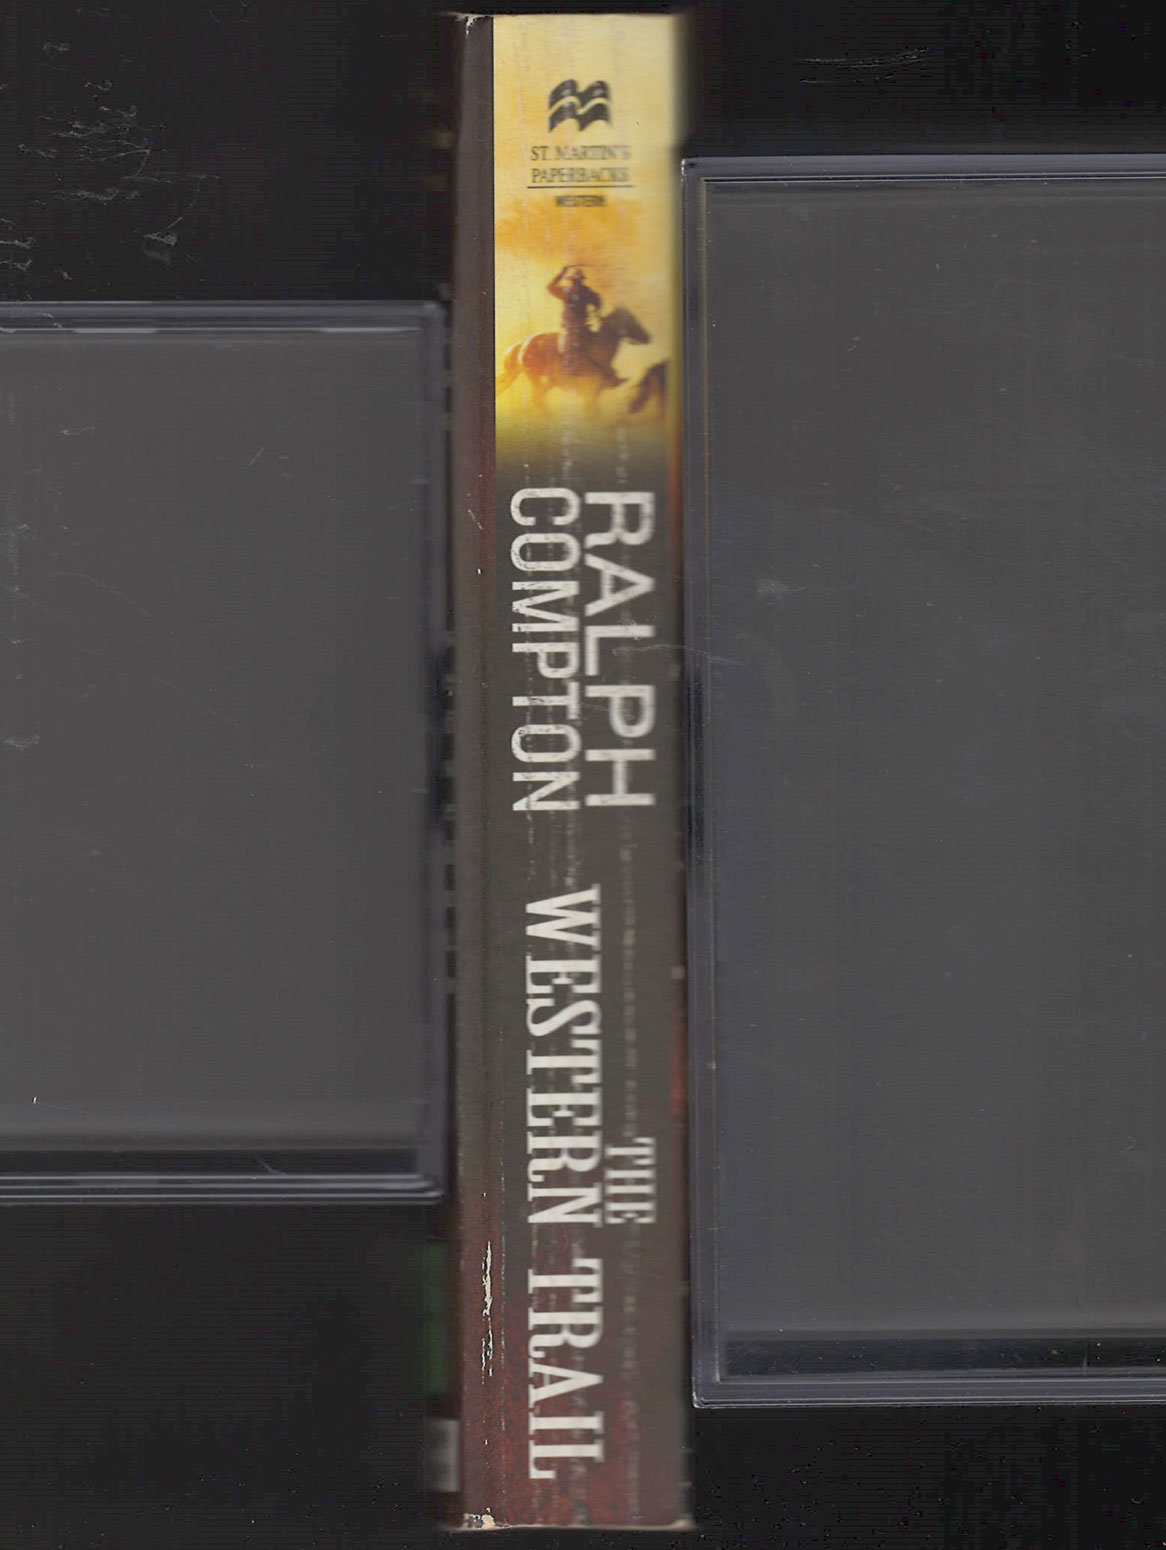 ST. MARTIN'S
PAPERBACKS
WESTERN
RALPH
COMPTON
THE
WESTERN TRAIL